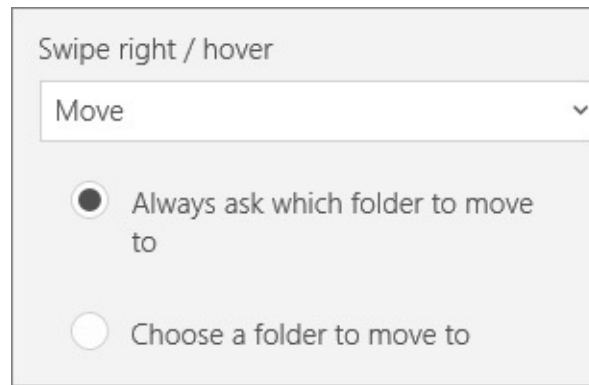 Swipe right / hover
Move
Always ask which folder to move
to
Choose a folder to move to